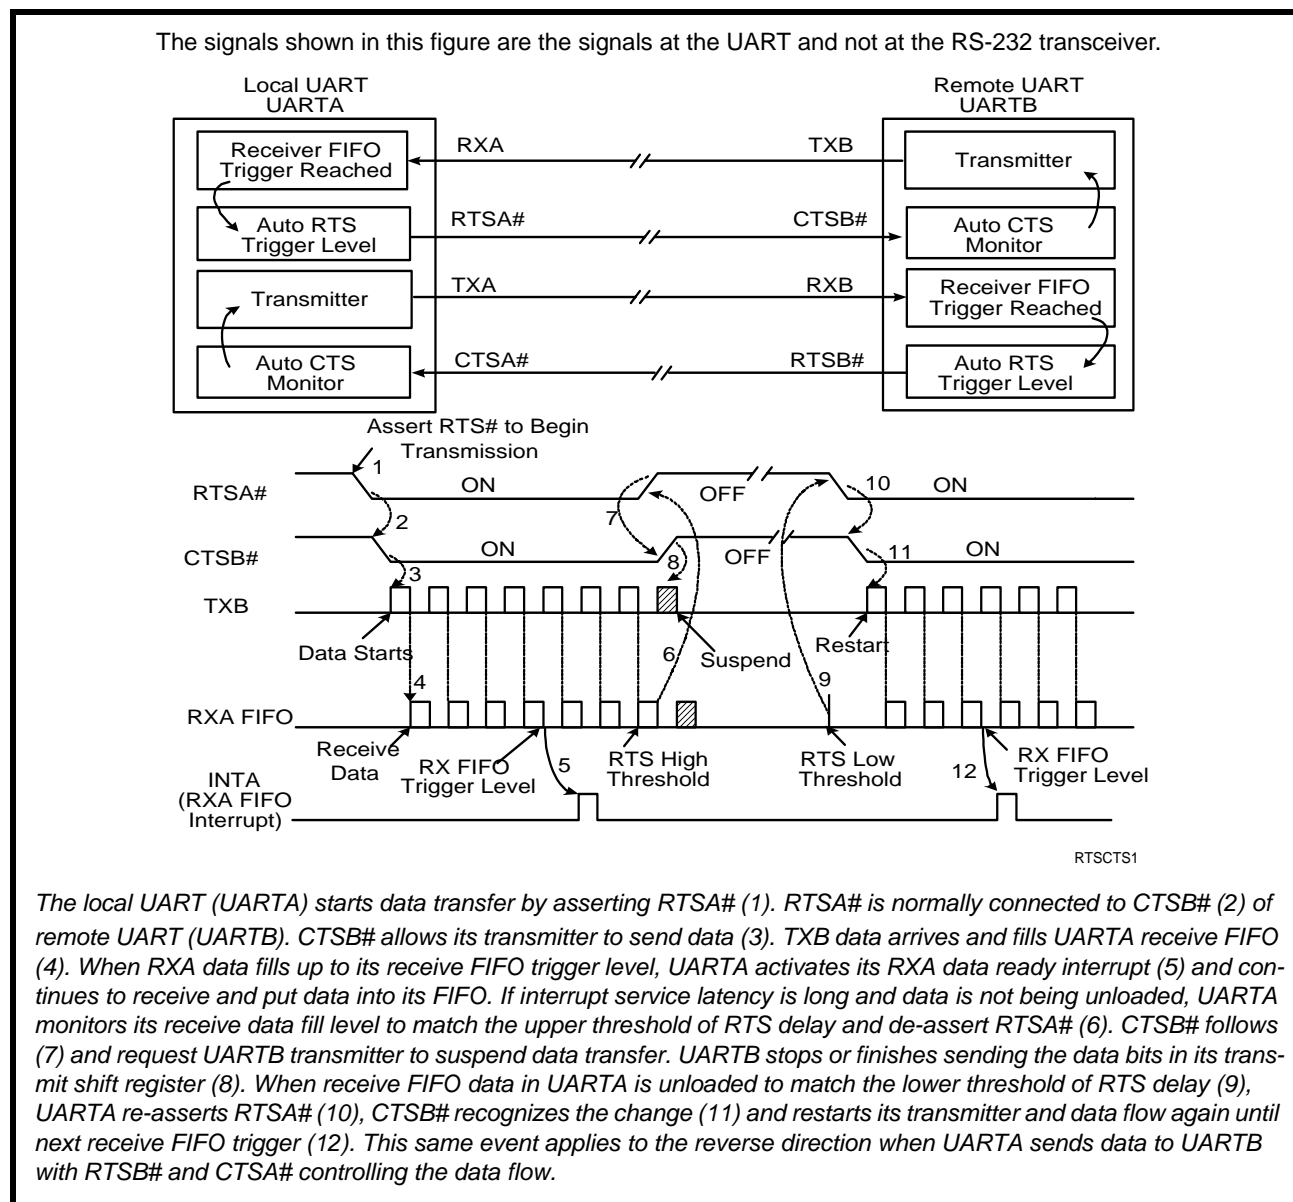 The signals shown in this figure are the signals at the UART and not at the RS-232 transceiver.
Local UART
UARTA
Remote UART
UARTB
Receiver FIFO
Trigger Reached
RXA
TXB
Transmitter
Auto RTS
Trigger Level
RTSA#
CTSB#
Auto CTS
Monitor
Transmitter
TXA
RXB
Receiver FIFO
Trigger Reached
Auto CTS
Monitor
CTSA#
RTSB#
Auto RTS
Trigger Level
Assert RTS# to Begin
Transmission
1
RTSA#
ON
OFF
10
ON
2
7
CTSB#
ON
OFF
11
ON
3
8
TXB
Data Starts
6
Suspend
Restart
4
9
RXA FIFO
Receive
Data
RX FIFO
Trigger Level
5
RTS High
Threshold
RTS Low
Threshold
12
RX FIFO
Trigger Level
INTA
(RXA FIFO
Interrupt)
RTSCTS1
The local UART (UARTA) starts data transfer by asserting RTSA# (1). RTSA# is normally connected to CTSB# (2) of
remote UART (UARTB). CTSB# allows its transmitter to send data (3). TXB data arrives and fills UARTA receive FIFO
(4). When RXA data fills up to its receive FIFO trigger level, UARTA activates its RXA data ready interrupt (5) and con-
tinues to receive and put data into its FIFO. If interrupt service latency is long and data is not being unloaded, UARTA
monitors its receive data fill level to match the upper threshold of RTS delay and de-assert RTSA# (6). CTSB# follows
(7) and request UARTB transmitter to suspend data transfer. UARTB stops or finishes sending the data bits in its trans-
mit shift register (8). When receive FIFO data in UARTA is unloaded to match the lower threshold of RTS delay (9),
UARTA re-asserts RTSA# (10), CTSB# recognizes the change (11) and restarts its transmitter and data flow again until
next receive FIFO trigger (12). This same event applies to the reverse direction when UARTA sends data to UARTB
with RTSB# and CTSA# controlling the data flow.